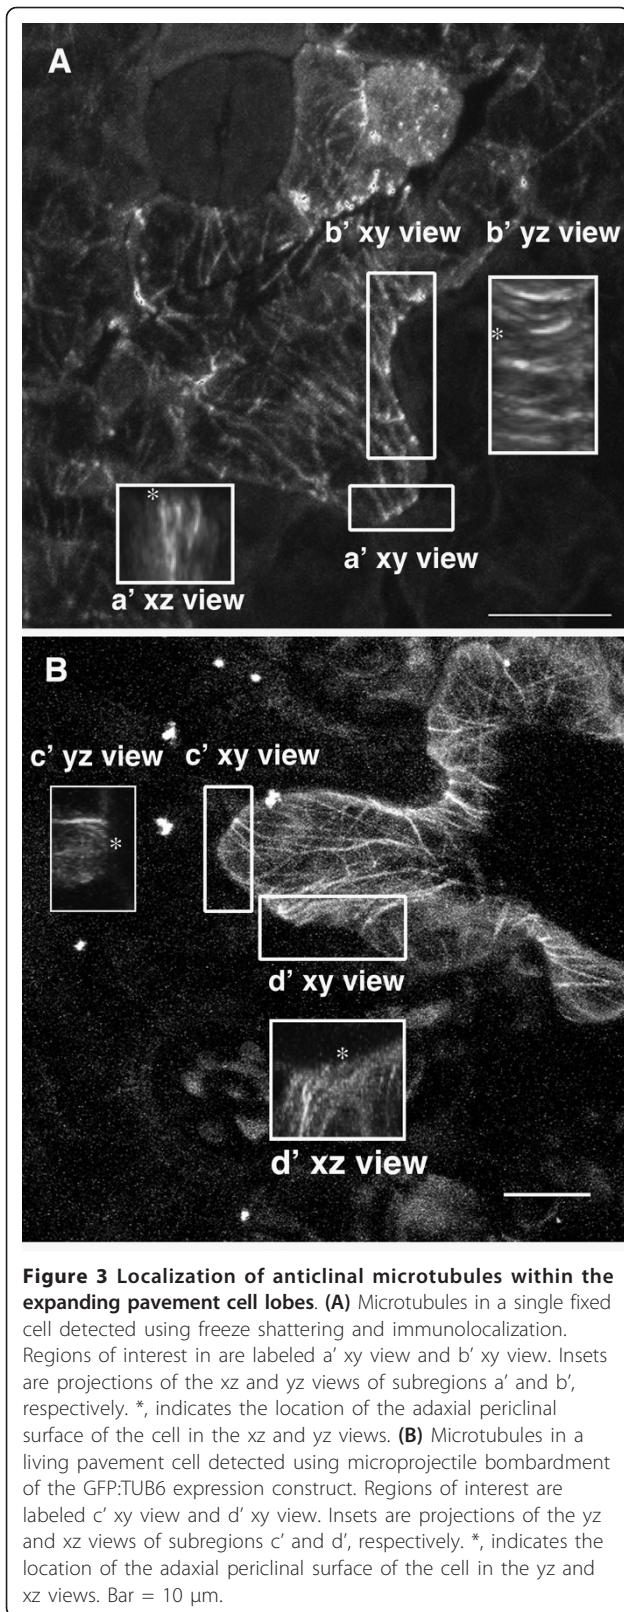 A
b’ xy view
b’ yz view
*
*
a’ xy view
a’ xz view
B
c’ yz view
c’ xy view
*
d’ xy view
*
d’ xz view
Figure 3 Localization of anticlinal microtubules within the
expanding pavement cell lobes. (A) Microtubules in a single fixed
cell detected using freeze shattering and immunolocalization.
Regions of interest in are labeled a’ xy view and b’ xy view. Insets
are projections of the xz and yz views of subregions a’ and b’,
respectively. *, indicates the location of the adaxial periclinal
surface of the cell in the xz and yz views. (B) Microtubules in a
living pavement cell detected using microprojectile bombardment
of the GFP:TUB6 expression construct. Regions of interest are
labeled c’ xy view and d’ xy view. Insets are projections of the yz
and xz views of subregions c’ and d’, respectively. *, indicates the
location of the adaxial periclinal surface of the cell in the yz and
xz views. Bar = 10 μm.